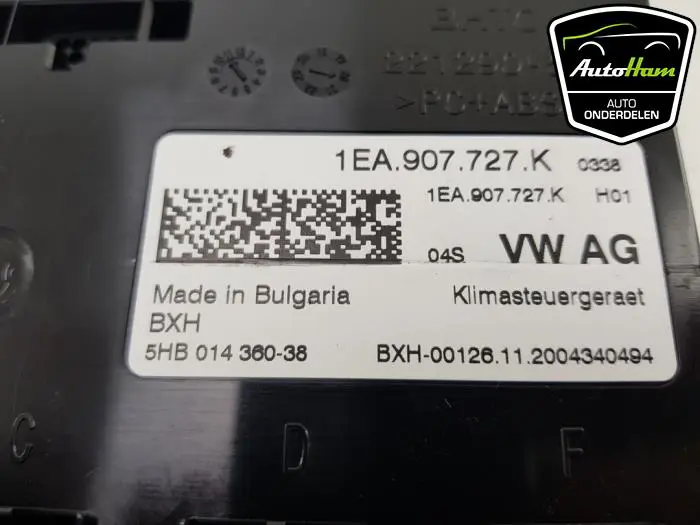 AutoHam
AUTO
ONDERDELEN
>PC+ABS
1EA.907.727.K 0338
1EA.907.727.K H01
04S VW AG
Made in Bulgaria Klimasteuergeraet
BXH
5HB 014 360-38 BXH-00126.11.2004340494
C D F